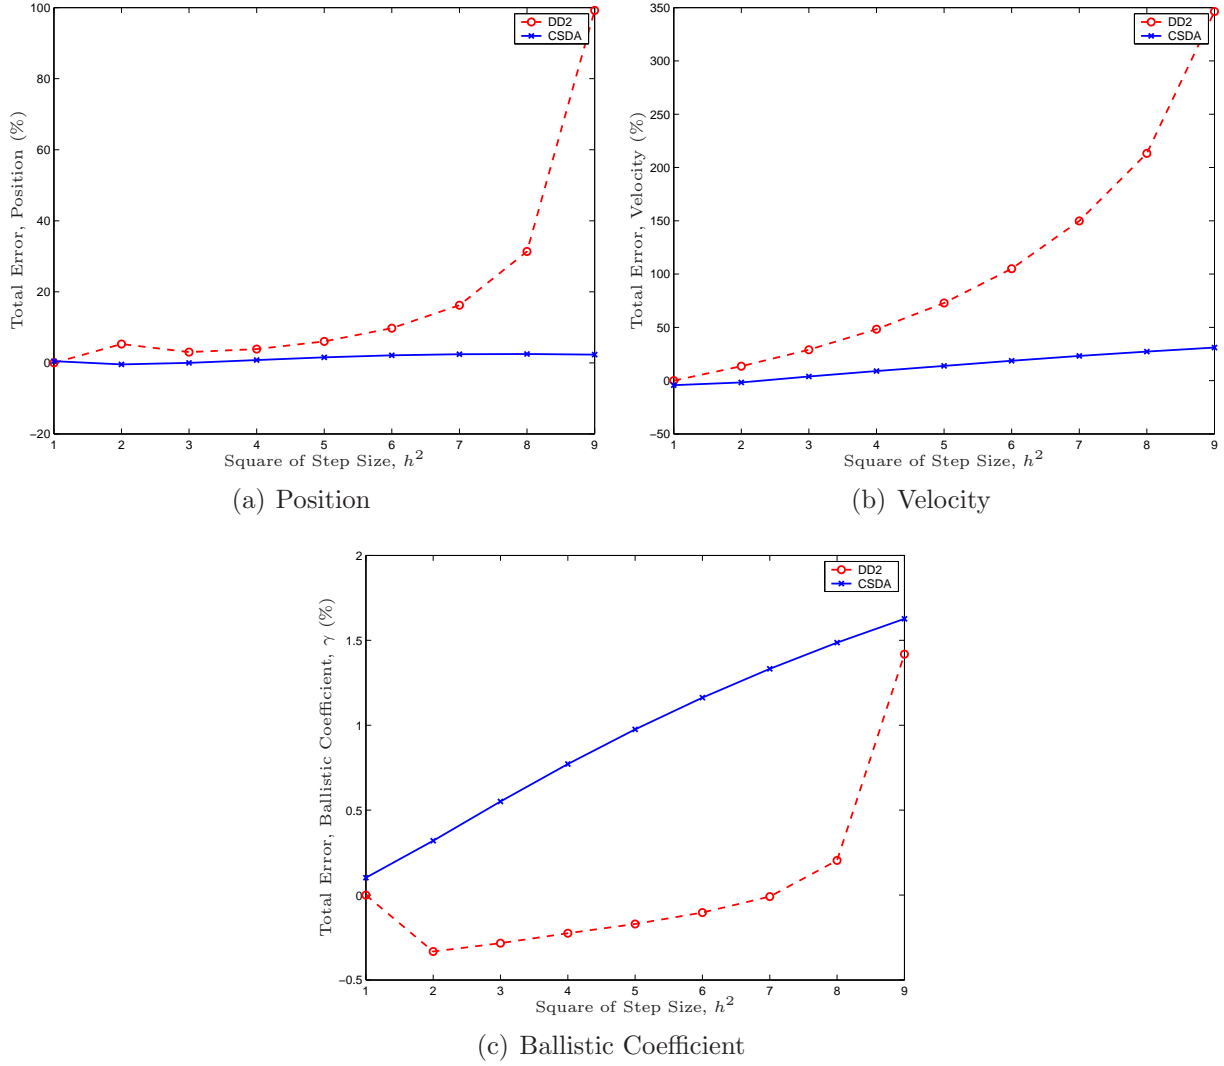 100
80
60
40
20
0
−20
1 2 3 4 5 6 7 8 9
Total Error, Position (%)
Square of Step Size, h²
DD2
CSDA
(a) Position
350
300
250
200
150
100
50
0
−50
1 2 3 4 5 6 7 8 9
Total Error, Velocity (%)
Square of Step Size, h²
DD2
CSDA
(b) Velocity
2
1.5
1
0.5
0
−0.5
1 2 3 4 5 6 7 8 9
Total Error, Ballistic Coefficient, γ (%)
Square of Step Size, h²
DD2
CSDA
(c) Ballistic Coefficient